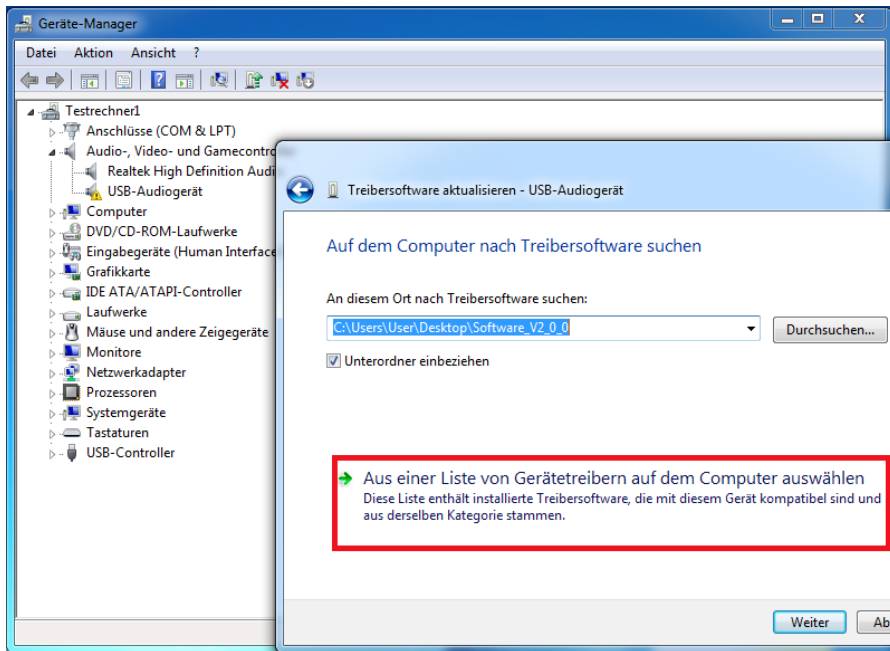 Geräte-Manager
Datei Aktion Ansicht ?
Testrechner1
Anschlüsse (COM & LPT)
Audio-, Video- und Gamecontro
Realtek High Definition Audi
USB-Audiogerät
Computer
DVD/CD-ROM-Laufwerke
Eingabegeräte (Human Interface
Grafikkarte
IDE ATA/ATAPI-Controller
Laufwerke
Mäuse und andere Zeigegeräte
Monitore
Netzwerkadapter
Prozessoren
Systemgeräte
Tastaturen
USB-Controller
Treibersoftware aktualisieren - USB-Audiogerät
Auf dem Computer nach Treibersoftware suchen
An diesem Ort nach Treibersoftware suchen:
C:\Users\User\Desktop\Software_V2_0_0
Durchsuchen...
Unterordner einbeziehen
Aus einer Liste von Gerätetreibern auf dem Computer auswählen
Diese Liste enthält installierte Treibersoftware, die mit diesem Gerät kompatibel sind und
aus derselben Kategorie stammen.
Weiter
Ab